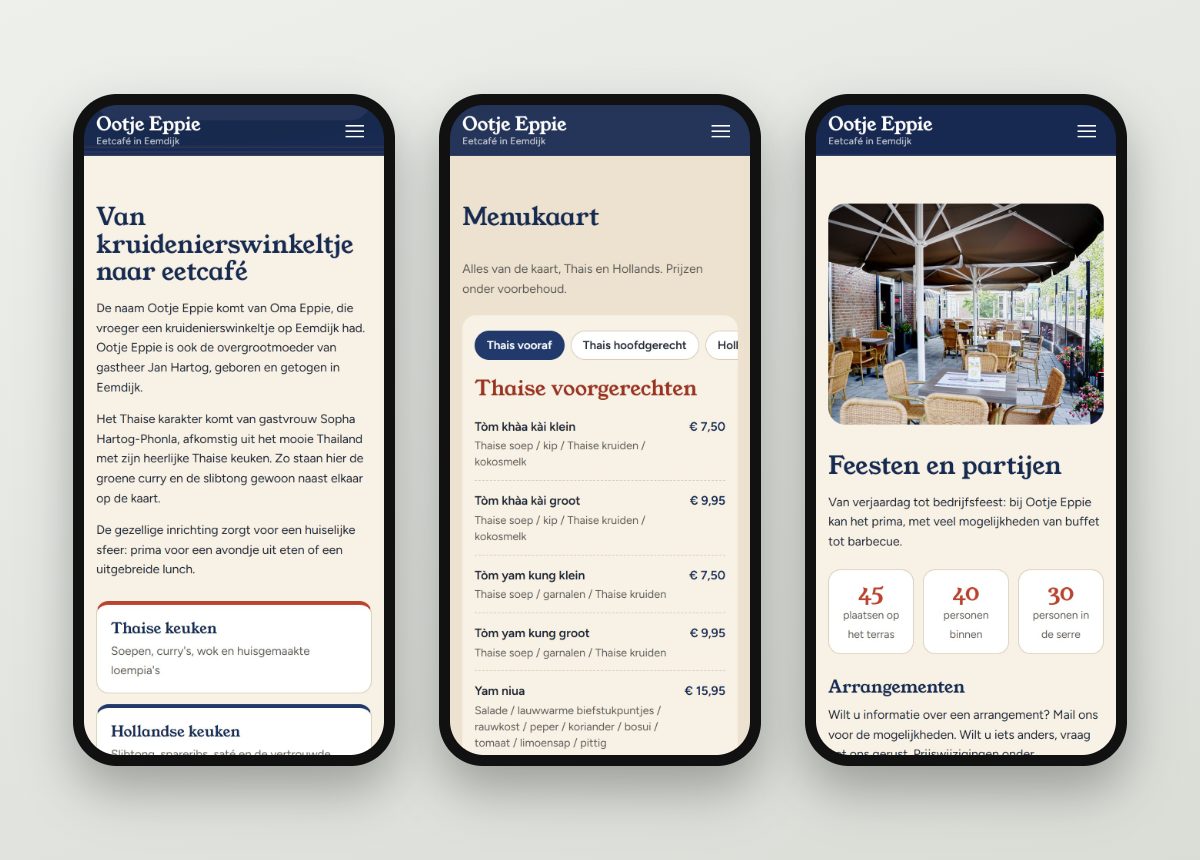 Ootje Eppie
Eetcafé in Eemdijk
Van
kruidenierswinkeltje
naar eetcafé
De naam Ootje Eppie komt van Oma Eppie, die
vroeger een kruidenierswinkeltje op Eemdijk had.
Ootje Eppie is ook de overgrootmoeder van
gastheer Jan Hartog, geboren en getogen in
Eemdijk.
Het Thaise karakter komt van gastvrouw Sopha
Hartog-Phonla, afkomstig uit het mooie Thailand
met zijn heerlijke Thaise keuken. Zo staan hier de
groene curry en de slibtong gewoon naast elkaar
op de kaart.
De gezellige inrichting zorgt voor een huiselijke
sfeer: prima voor een avondje uit eten of een
uitgebreide lunch.
Thaise keuken
Soepen, curry's, wok en huisgemaakte
loempia's
Hollandse keuken
Slibtong, spareribs, saté en de vertrouwde
Ootje Eppie
Eetcafé in Eemdijk
Menukaart
Alles van de kaart, Thais en Hollands. Prijzen
onder voorbehoud.
Thais vooraf Thais hoofdgerecht Holl
Thaise voorgerechten
Tòm khàa kài klein € 7,50
Thaise soep / kip / Thaise kruiden /
kokosmelk
Tòm khàa kài groot € 9,95
Thaise soep / kip / Thaise kruiden /
kokosmelk
Tòm yam kung klein € 7,50
Thaise soep / garnalen / Thaise kruiden
Tòm yam kung groot € 9,95
Thaise soep / garnalen / Thaise kruiden
Yam niua € 15,95
Salade / lauwwarme biefstukpuntjes /
rauwkost / peper / koriander / bosui /
tomaat / limoensap / pittig
Ootje Eppie
Eetcafé in Eemdijk
Feesten en partijen
Van verjaardag tot bedrijfsfeest: bij Ootje Eppie
kan het prima, met veel mogelijkheden van buffet
tot barbecue.
45
plaatsen op
het terras
40
personen
binnen
30
personen in
de serre
Arrangementen
Wilt u informatie over een arrangement? Mail ons
voor de mogelijkheden. Wilt u iets anders, vraag
het ons gerust. Prijswijzigingen onder